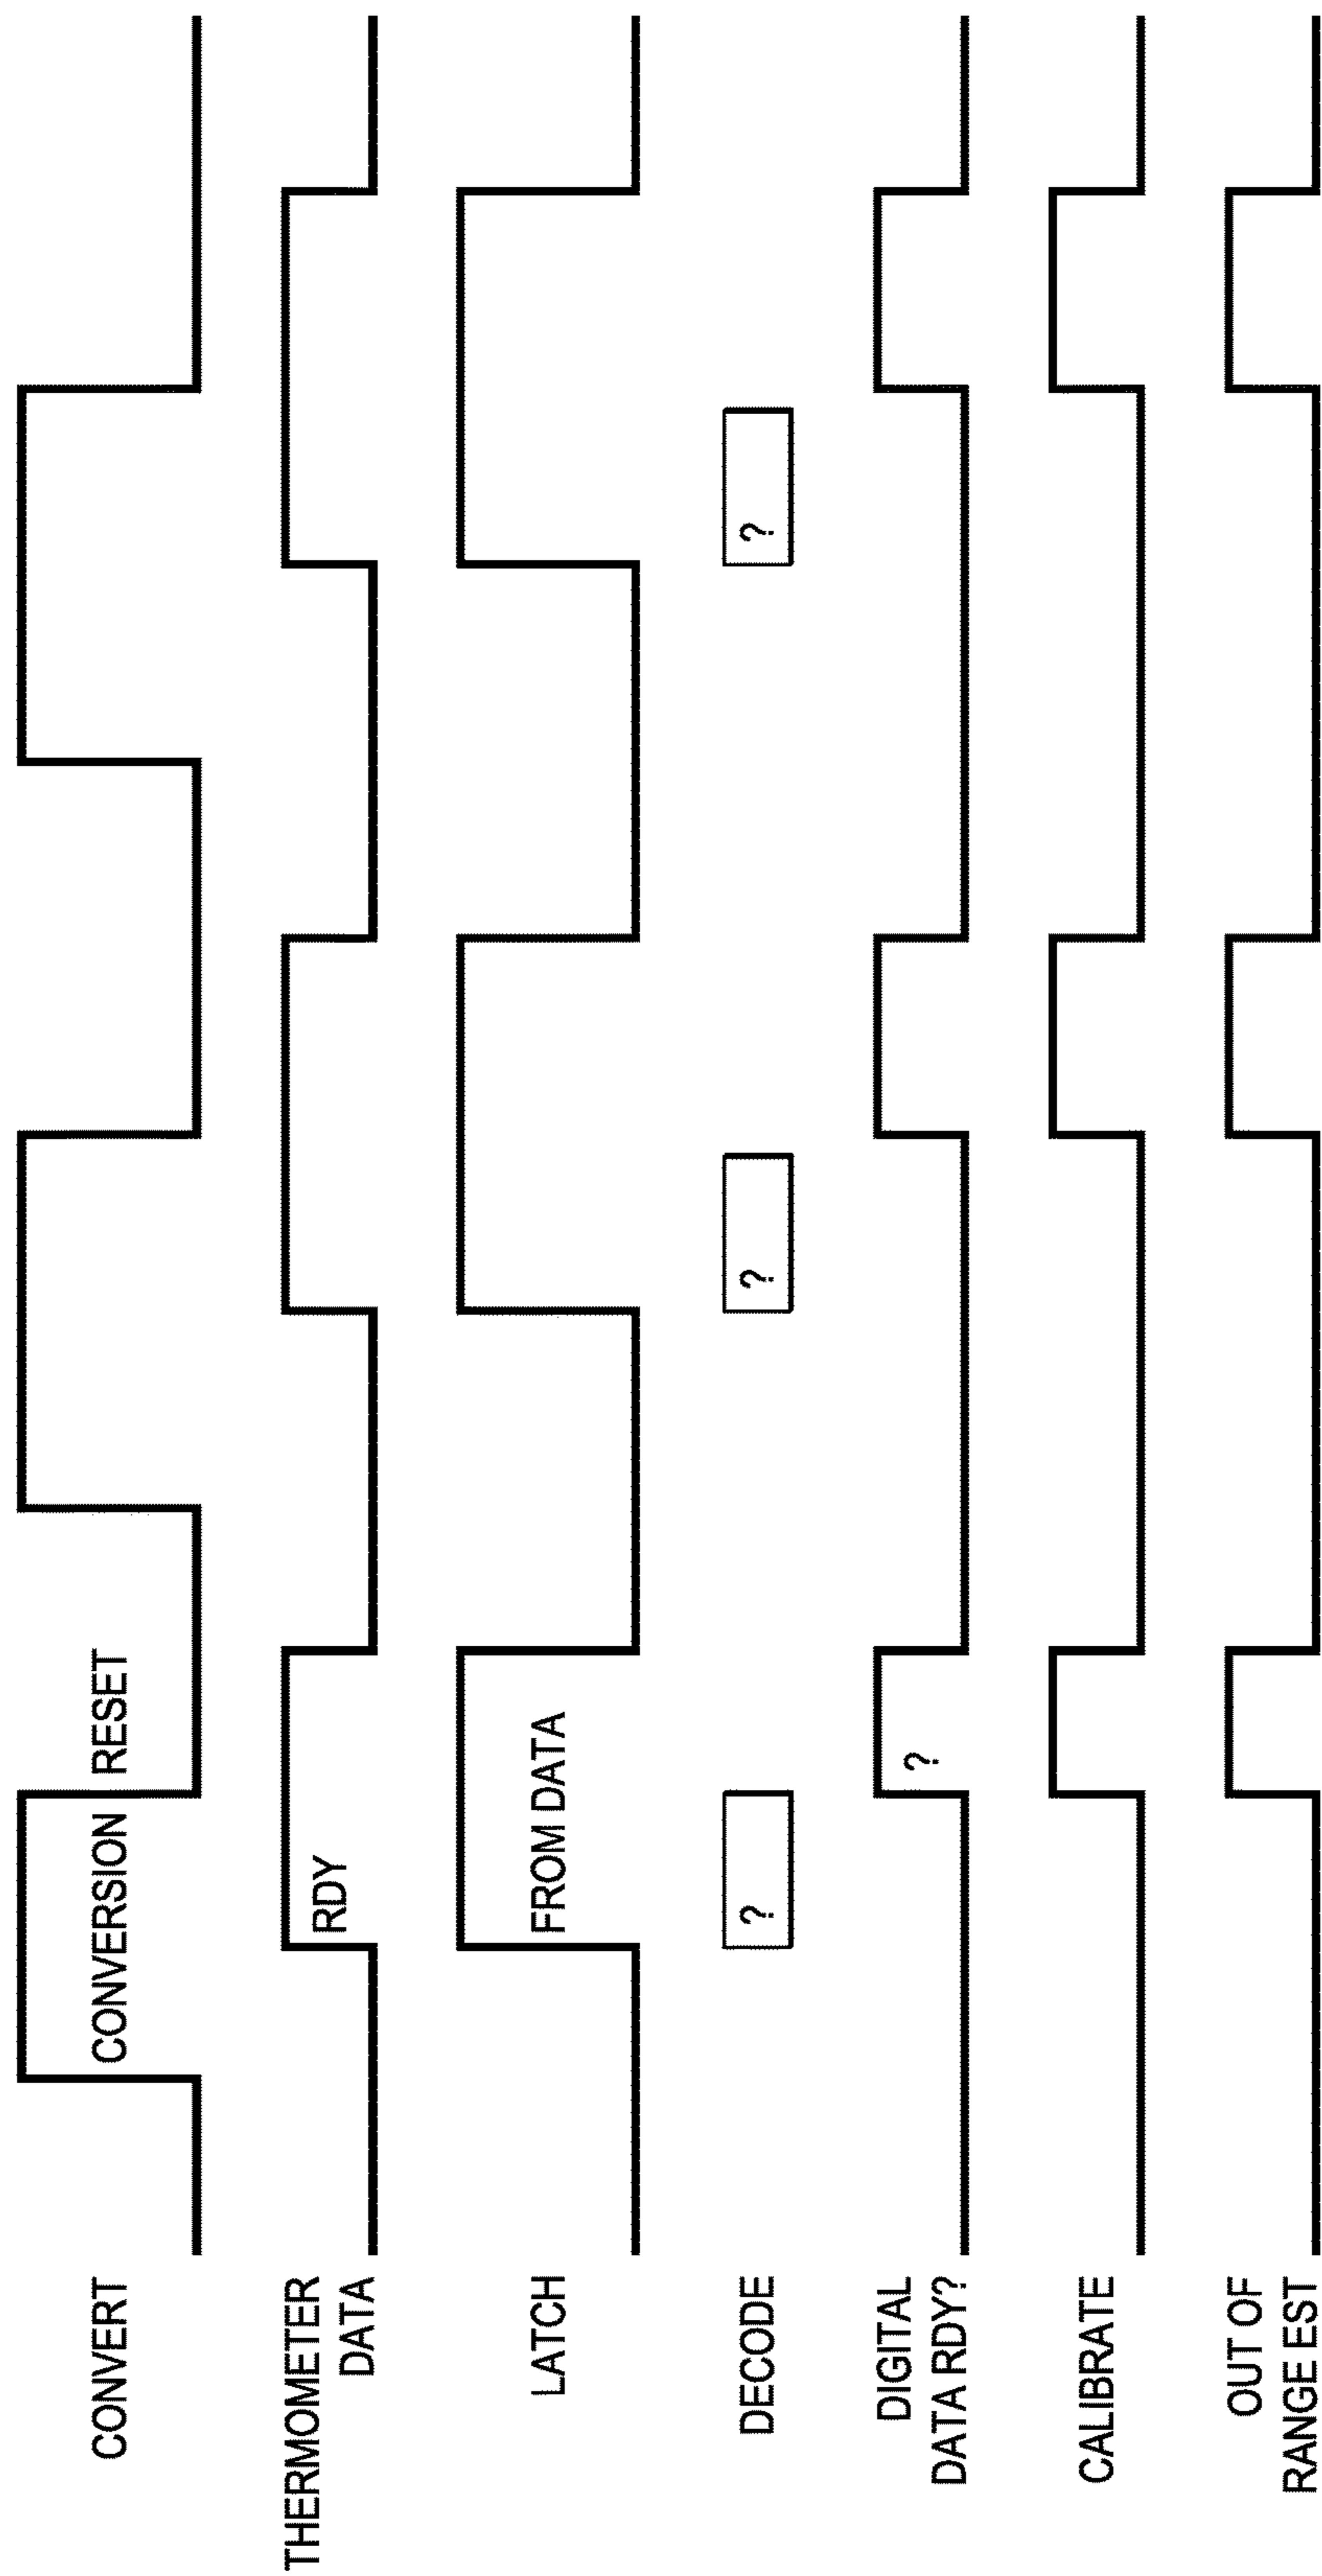 CONVERT
CONVERSION
RESET
THERMOMETER
DATA
RDY
LATCH
FROM DATA
DECODE
?
?
?
DIGITAL
DATA RDY?
?
CALIBRATE
OUT OF
RANGE EST